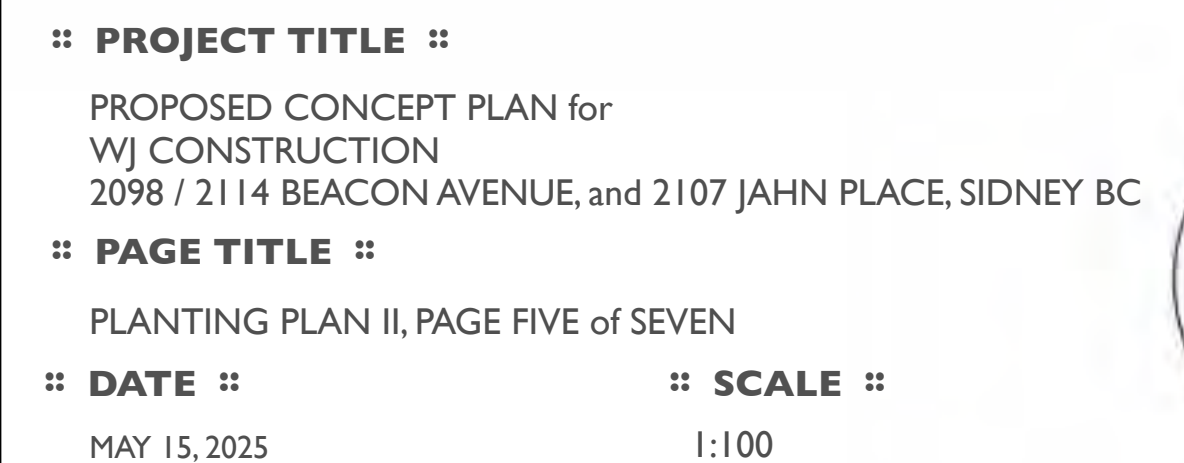 :: PROJECT TITLE ::
PROPOSED CONCEPT PLAN for
WJ CONSTRUCTION
2098 / 2114 BEACON AVENUE, and 2107 JAHN PLACE, SIDNEY BC
:: PAGE TITLE ::
PLANTING PLAN II, PAGE FIVE of SEVEN
:: DATE ::
MAY 15, 2025
:: SCALE ::
1:100